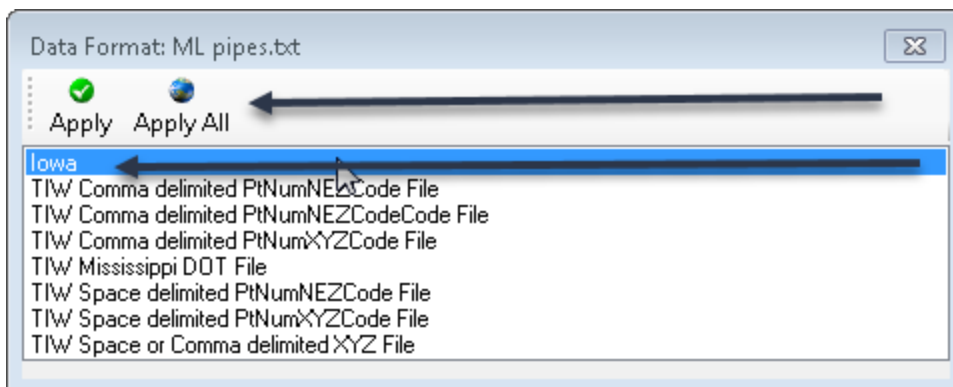 Data Format: ML pipes.txt
Apply Apply All
Iowa
TIW Comma delimited PtNumNEZCode File
TIW Comma delimited PtNumNEZCodeCode File
TIW Comma delimited PtNumXYZCode File
TIW Mississippi DOT File
TIW Space delimited PtNumNEZCode File
TIW Space delimited PtNumXYZCode File
TIW Space or Comma delimited XYZ File